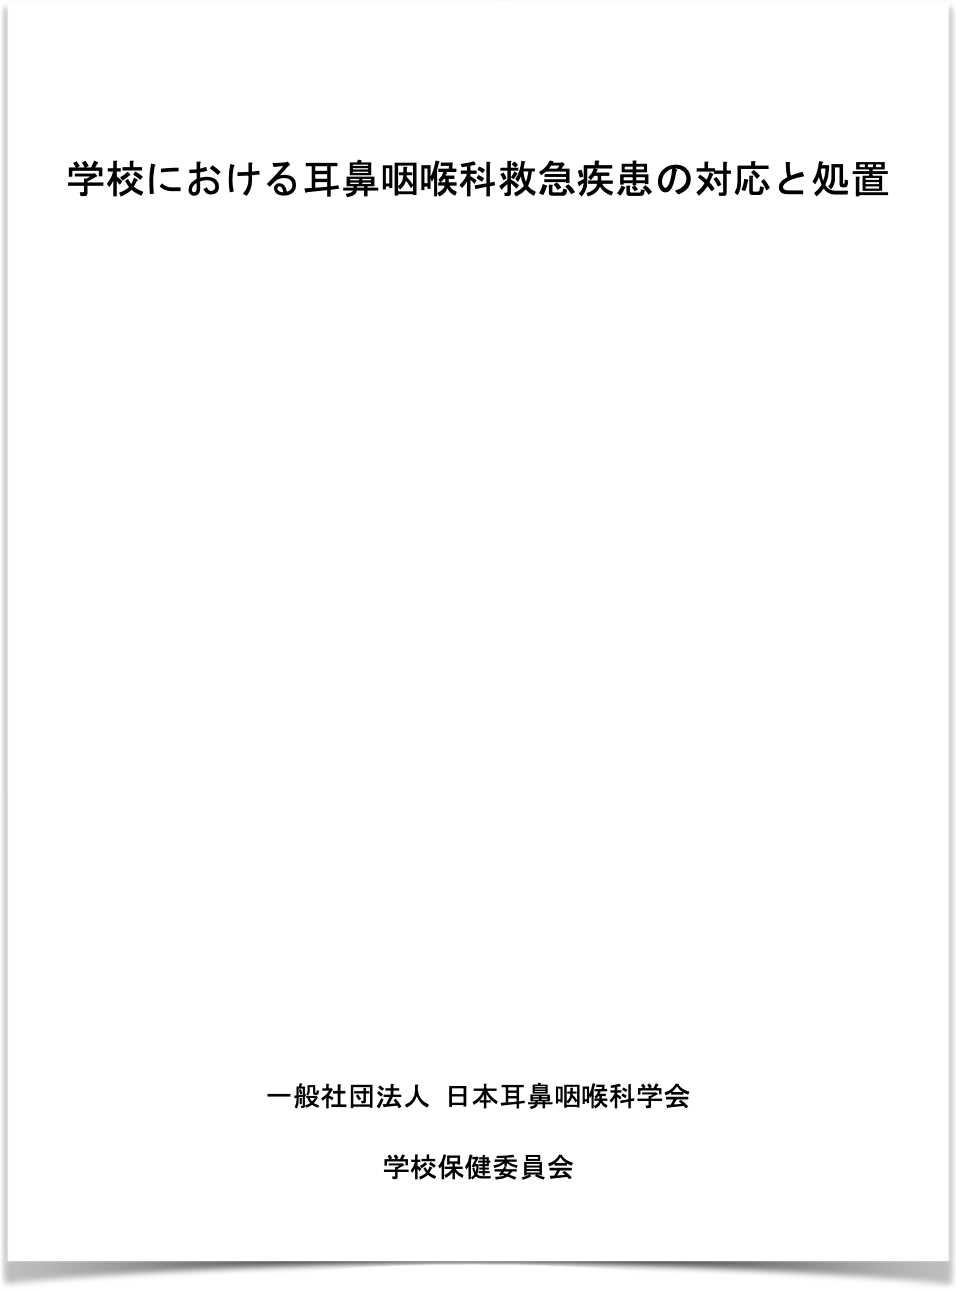 学校における耳鼻咽喉科救急疾患の対応と処置
一般社団法人 日本耳鼻咽喉科学会
学校保健委員会